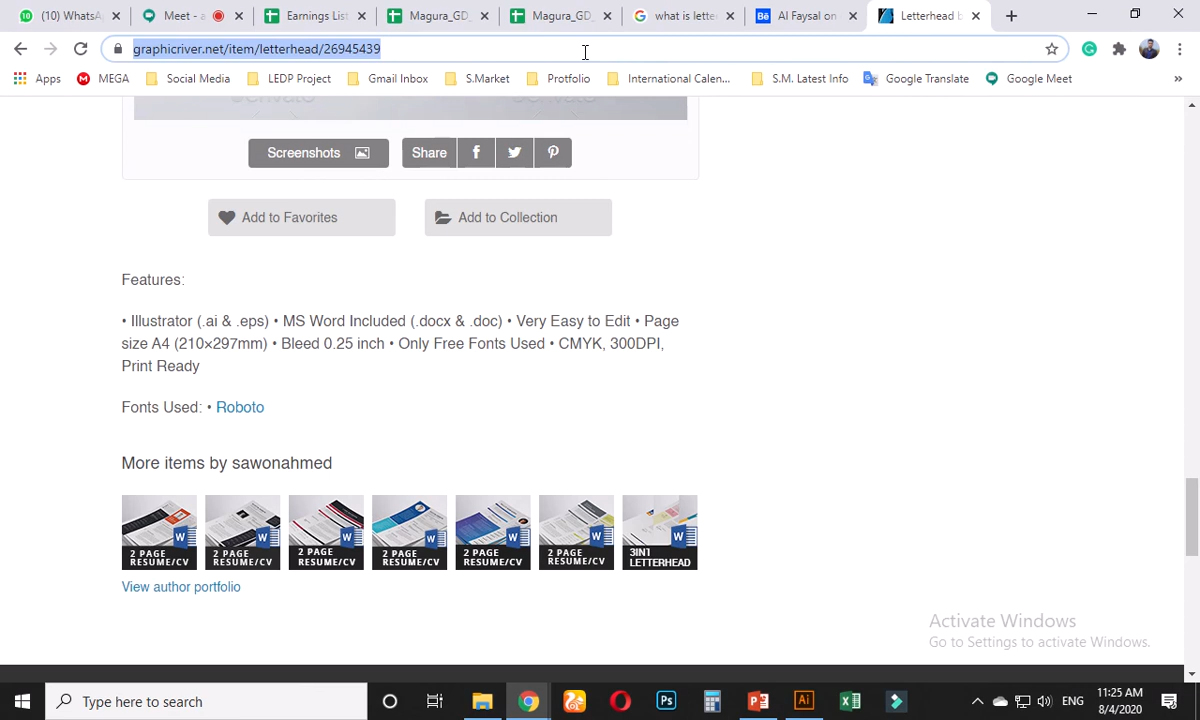 (10) WhatsA
Meet - a
Earnings List
Magura_GD_
Magura_GD_
what is lette
Al Faysal on
Letterhead b
graphicriver.net/item/letterhead/26945439
Apps
MEGA
Social Media
LEDP Project
Gmail Inbox
S.Market
Protfolio
International Calen...
S.M. Latest Info
Google Translate
Google Meet
»
Screenshots
Share
Add to Favorites
Add to Collection
Features:
• Illustrator (.ai & .eps) • MS Word Included (.docx & .doc) • Very Easy to Edit • Page
size A4 (210×297mm) • Bleed 0.25 inch • Only Free Fonts Used • CMYK, 300DPI,
Print Ready
Fonts Used: • Roboto
More items by sawonahmed
2 PAGE
RESUME/CV
2 PAGE
RESUME/CV
2 PAGE
RESUME/CV
2 PAGE
RESUME/CV
2 PAGE
RESUME/CV
2 PAGE
RESUME/CV
3IN1
LETTERHEAD
View author portfolio
Activate Windows
Go to Settings to activate Windows.
Type here to search
ENG
11:25 AM
8/4/2020